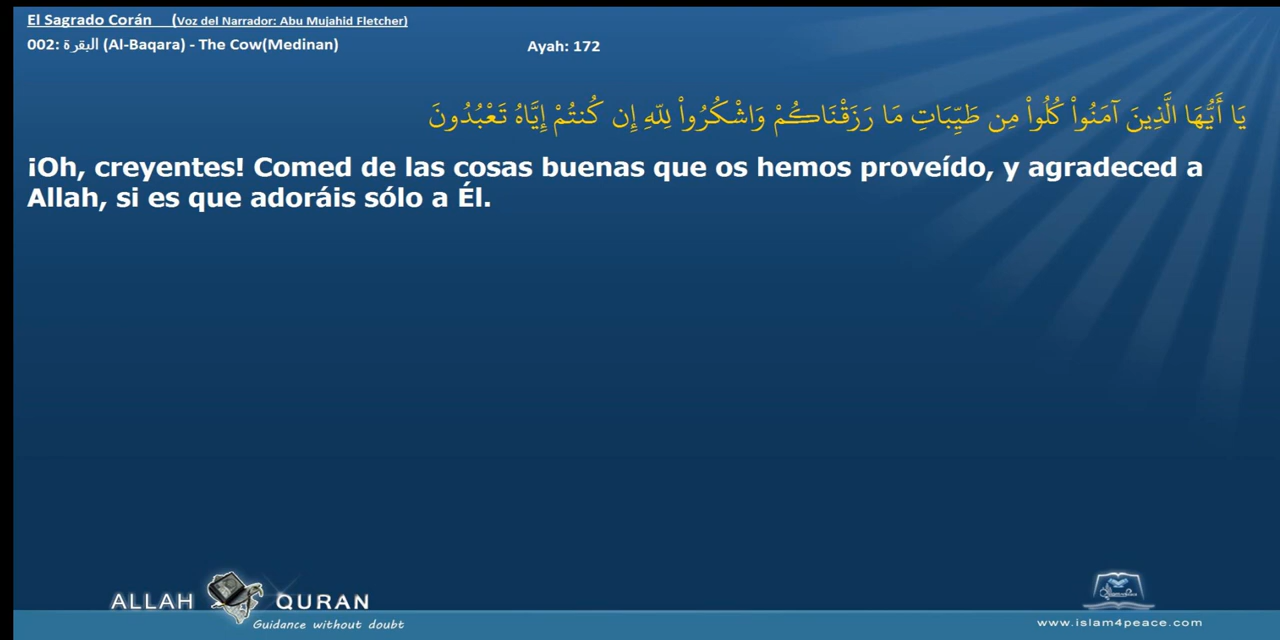 El Sagrado Corán (Voz del Narrador: Abu Mujahid Fletcher)
002: البقرة (Al-Baqara) - The Cow(Medinan) Ayah: 172
يَا أَيُّهَا الَّذِينَ آمَنُواْ كُلُواْ مِن طَيِّبَاتِ مَا رَزَقْنَاكُمْ وَاشْكُرُواْ لِلّهِ إِن كُنتُمْ إِيَّاهُ تَعْبُدُونَ
¡Oh, creyentes! Comed de las cosas buenas que os hemos proveído, y agradeced a
Allah, si es que adoráis sólo a Él.
ALLAH QURAN
Guidance without doubt
www.islam4peace.com